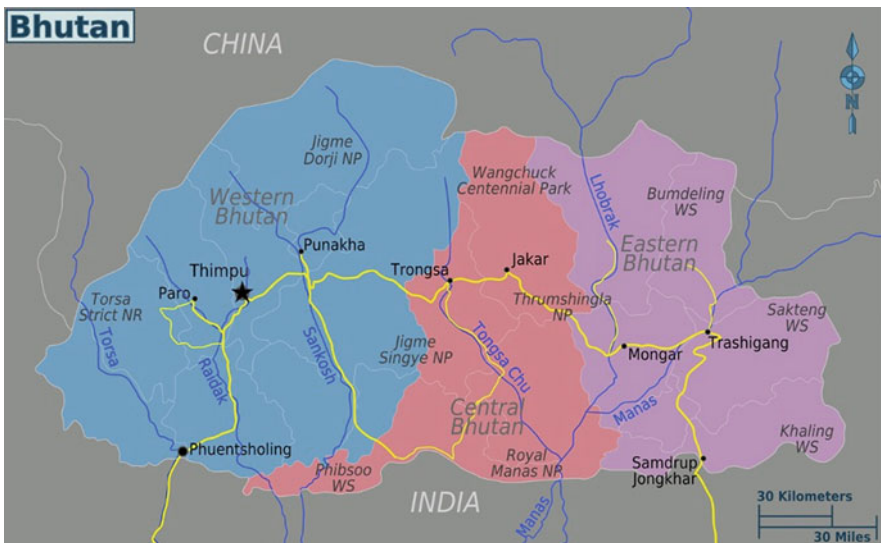 Bhutan
CHINA
N
Jigme
Dorji NP
Western
Bhutan
Wangchuck
Centennial Park
Lhobrak
Bumdeling
WS
Eastern
Bhutan
Punakha
Thimpu
Paro
Trongsa
Jakar
Torsa
Strict NR
Thrumshingla
NP
Sakteng
WS
Torsa
Raidak
Sankosh
Jigme
Singye NP
Tongsa Chu
Mongar
Trashigang
Manas
Central
Bhutan
Khaling
WS
Phuentsholing
Phibsoo
WS
Royal
Manas NP
Samdrup
Jongkhar
INDIA
Manas
30 Kilometers
30 Miles